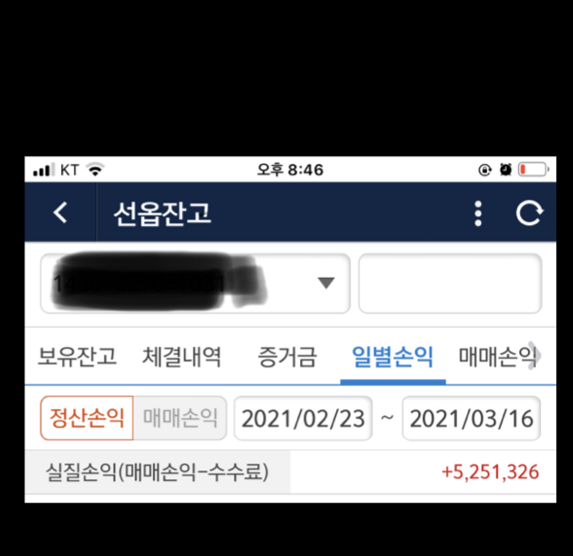 KT 오후 8:46
선옵잔고
보유잔고 체결내역 증거금 일별손익 매매손익
정산손익 매매손익 2021/02/23 ~ 2021/03/16
실질손익(매매손익-수수료) +5,251,326